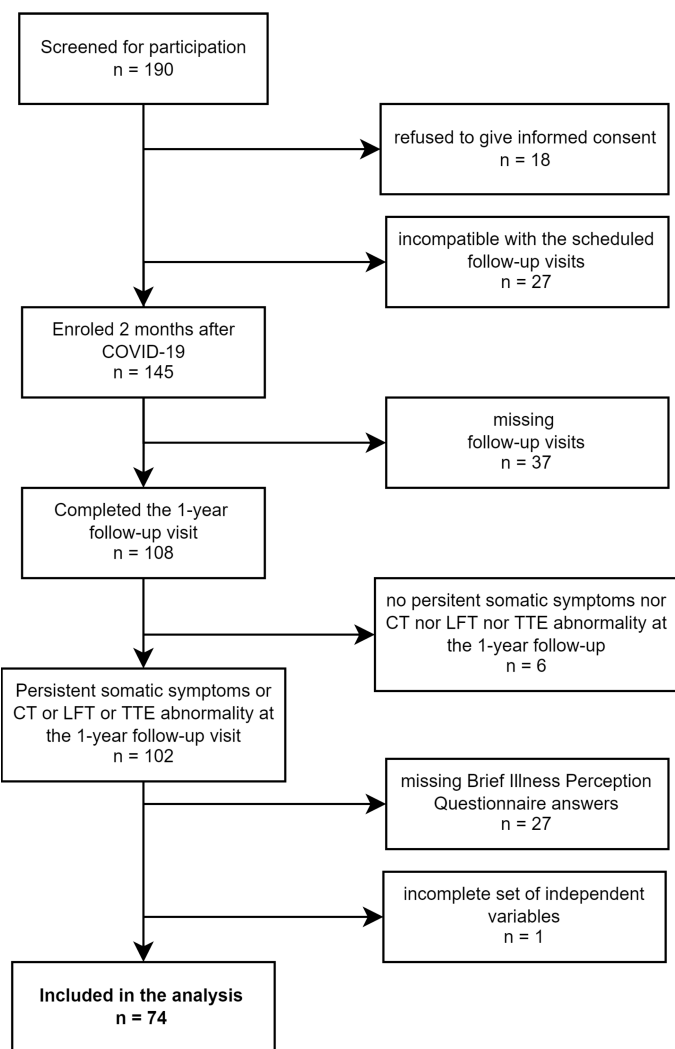 Screened for participation
n = 190
refused to give informed consent
n = 18
incompatible with the scheduled
follow-up visits
n = 27
Enroled 2 months after
COVID-19
n = 145
missing
follow-up visits
n = 37
Completed the 1-year
follow-up visit
n = 108
no persitent somatic symptoms nor
CT nor LFT nor TTE abnormality at
the 1-year follow-up
n = 6
Persistent somatic symptoms or
CT or LFT or TTE abnormality at
the 1-year follow-up visit
n = 102
missing Brief Illness Perception
Questionnaire answers
n = 27
incomplete set of independent
variables
n = 1
Included in the analysis
n = 74